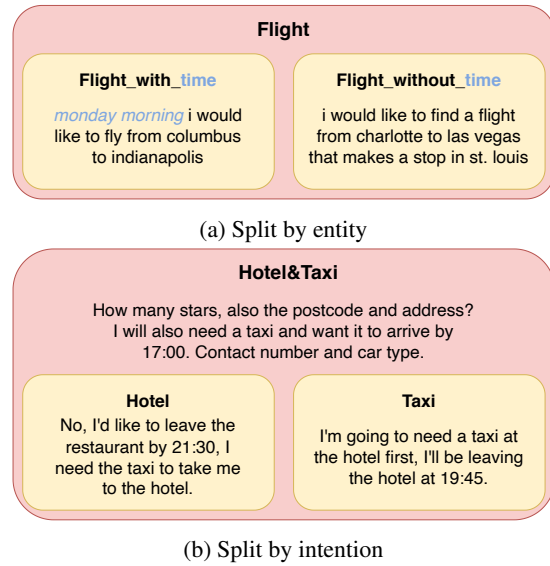 Flight
Flight_with_time
monday morning i would
like to fly from columbus
to indianapolis
Flight_without_time
i would like to find a flight
from charlotte to las vegas
that makes a stop in st. louis
(a) Split by entity
Hotel&Taxi
How many stars, also the postcode and address?
I will also need a taxi and want it to arrive by
17:00. Contact number and car type.
Hotel
No, I'd like to leave the
restaurant by 21:30, I
need the taxi to take me
to the hotel.
Taxi
I'm going to need a taxi at
the hotel first, I'll be leaving
the hotel at 19:45.
(b) Split by intention